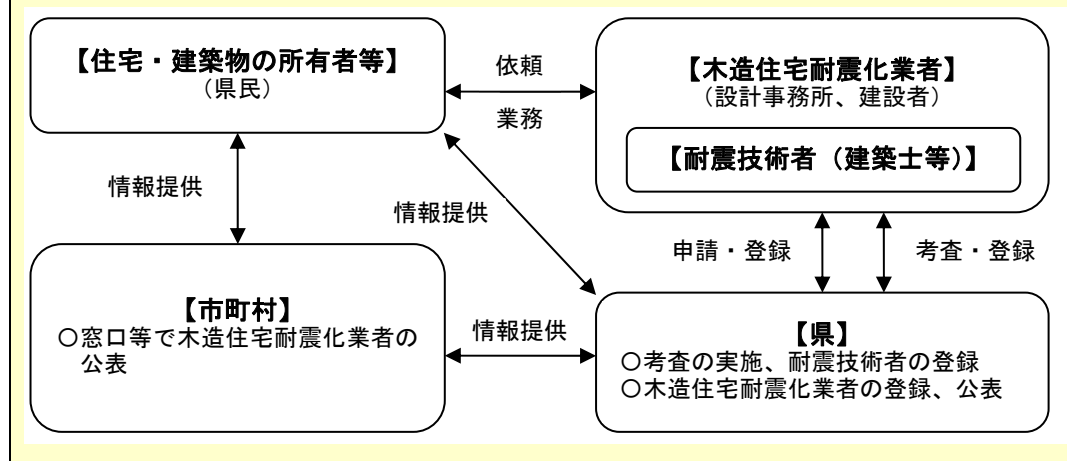 【住宅・建築物の所有者等】
（県民）
依頼
業務
【木造住宅耐震化業者】
（設計事務所、建設者）
【耐震技術者（建築士等）】
情報提供
情報提供
申請・登録
考査・登録
【市町村】
○窓口等で木造住宅耐震化業者の
公表
情報提供
【県】
○考査の実施、耐震技術者の登録
○木造住宅耐震化業者の登録、公表